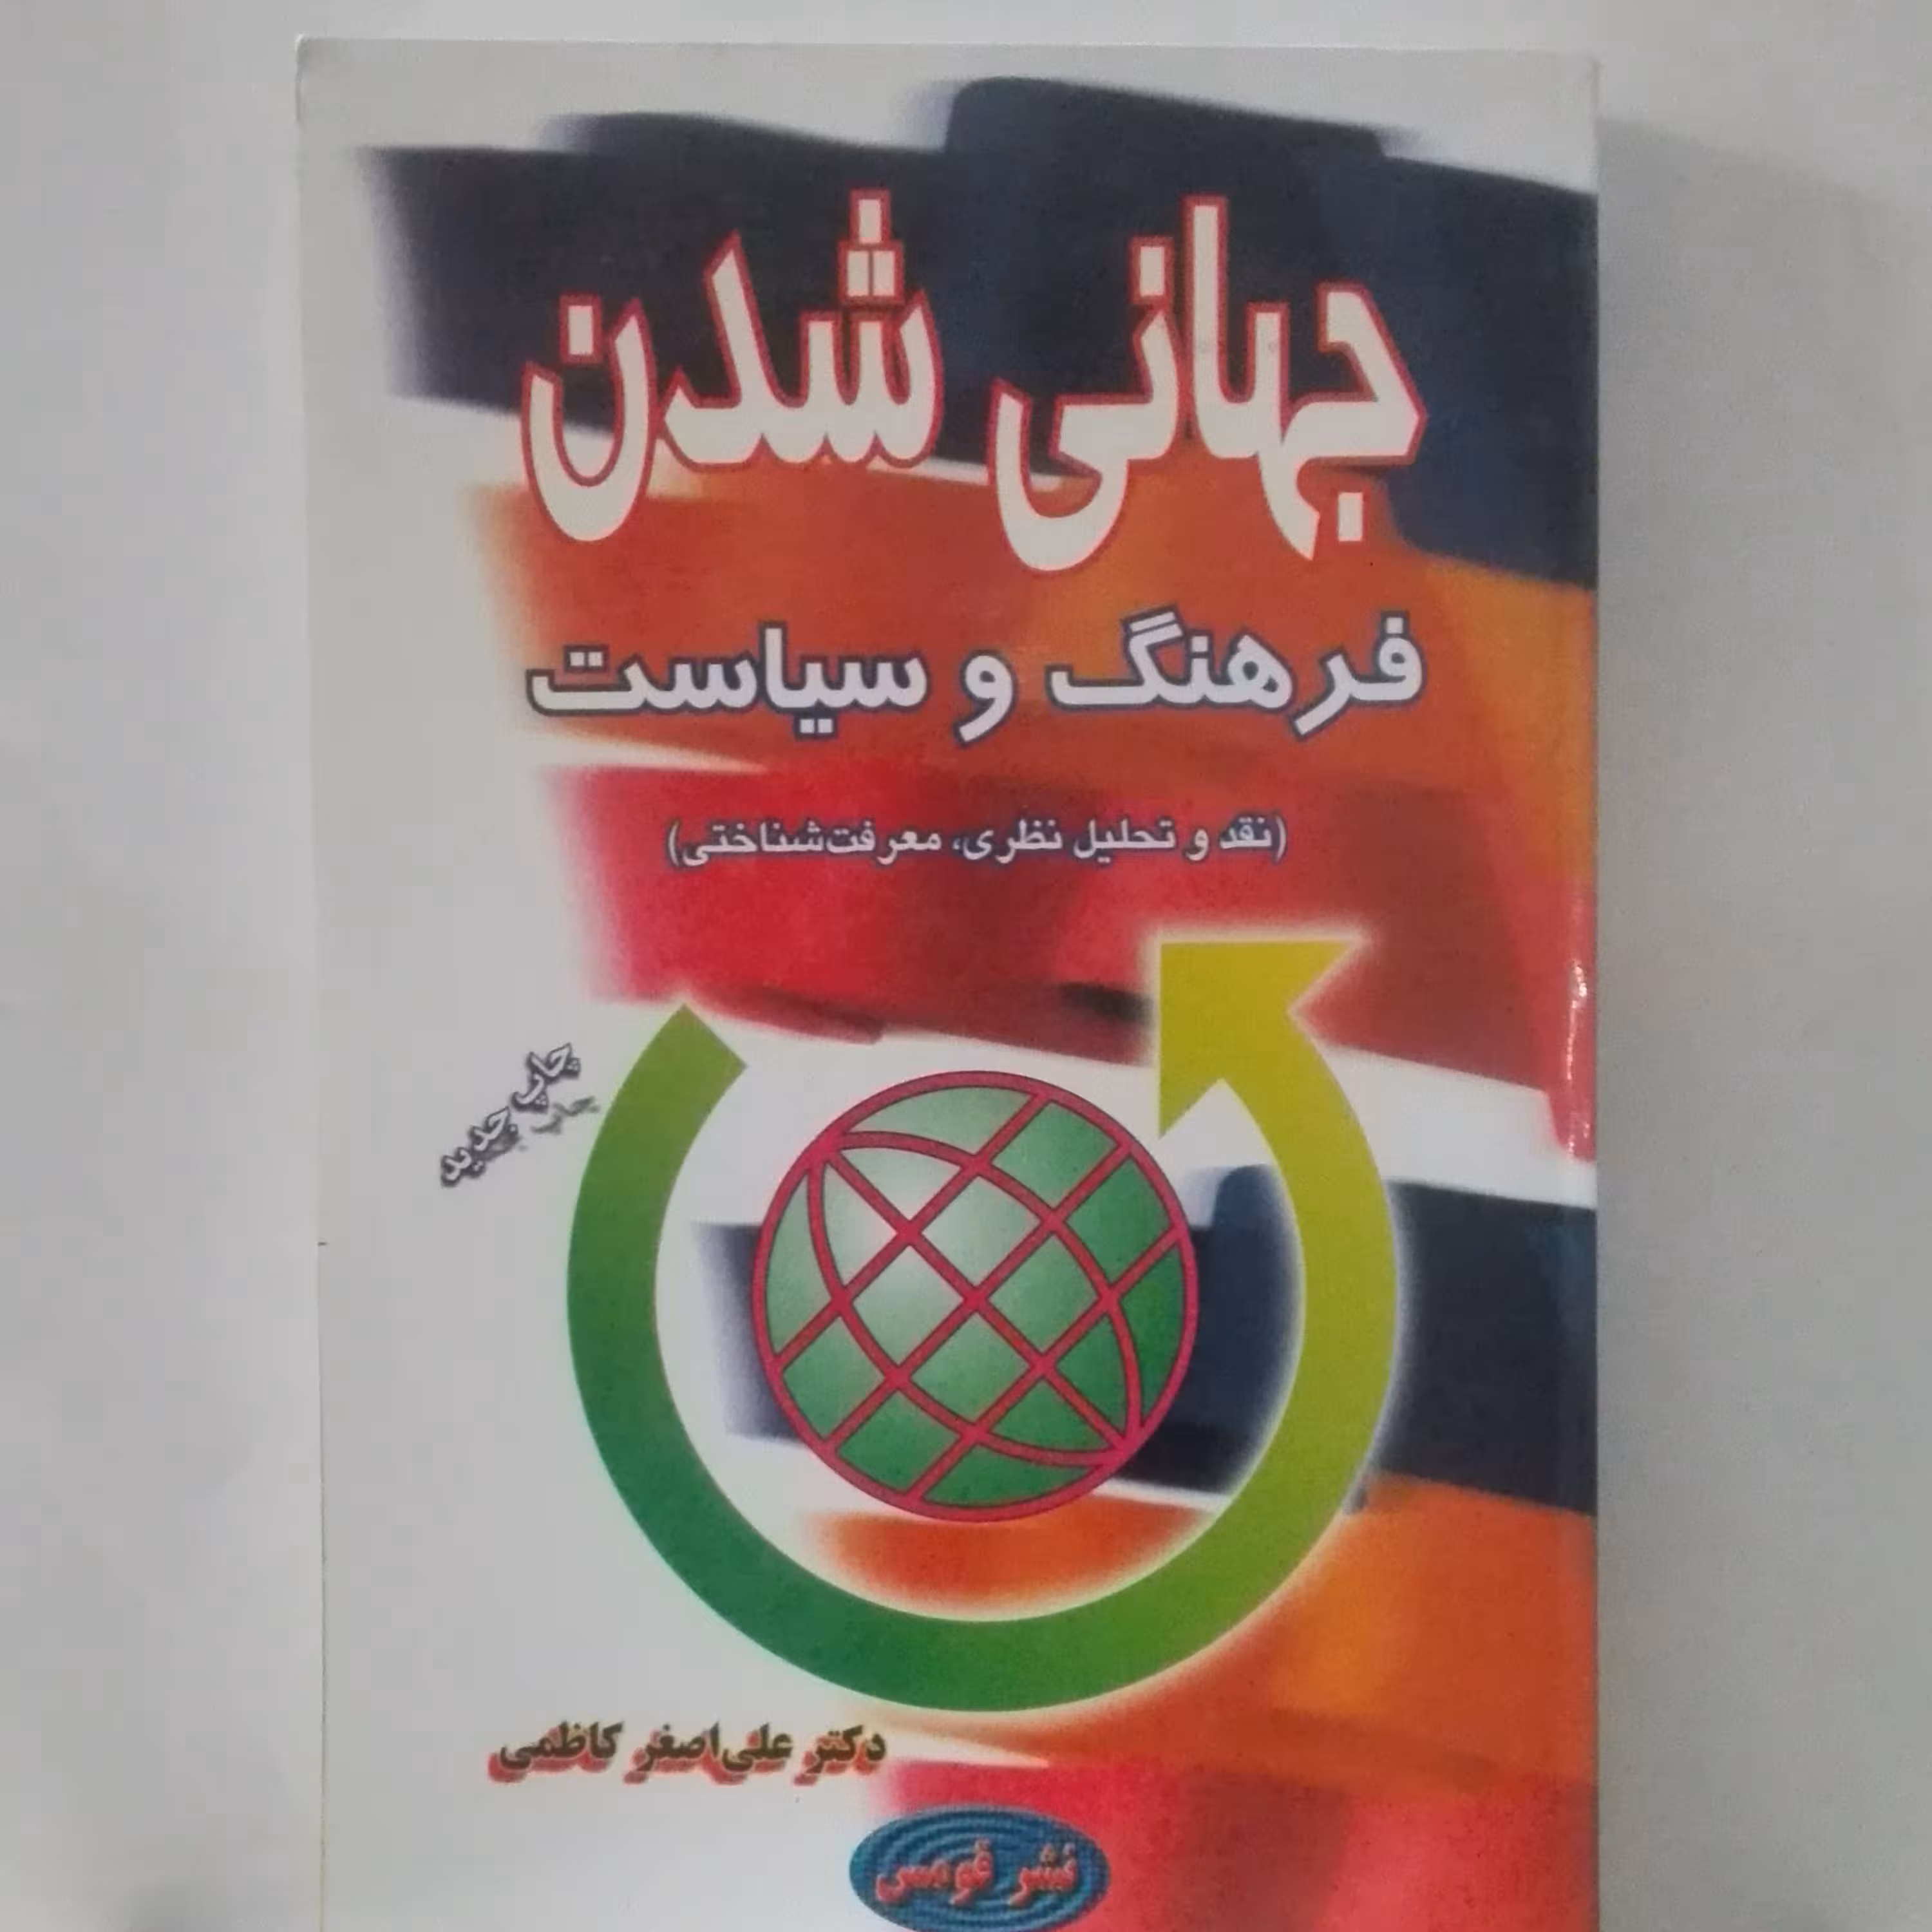 جهانی شدن
فرهنگ و سیاست
(نقد و تحلیل نظری، معرفت‌شناختی)
چاپ جدید
دکتر علی‌اصغر کاظمی
نشر قومس